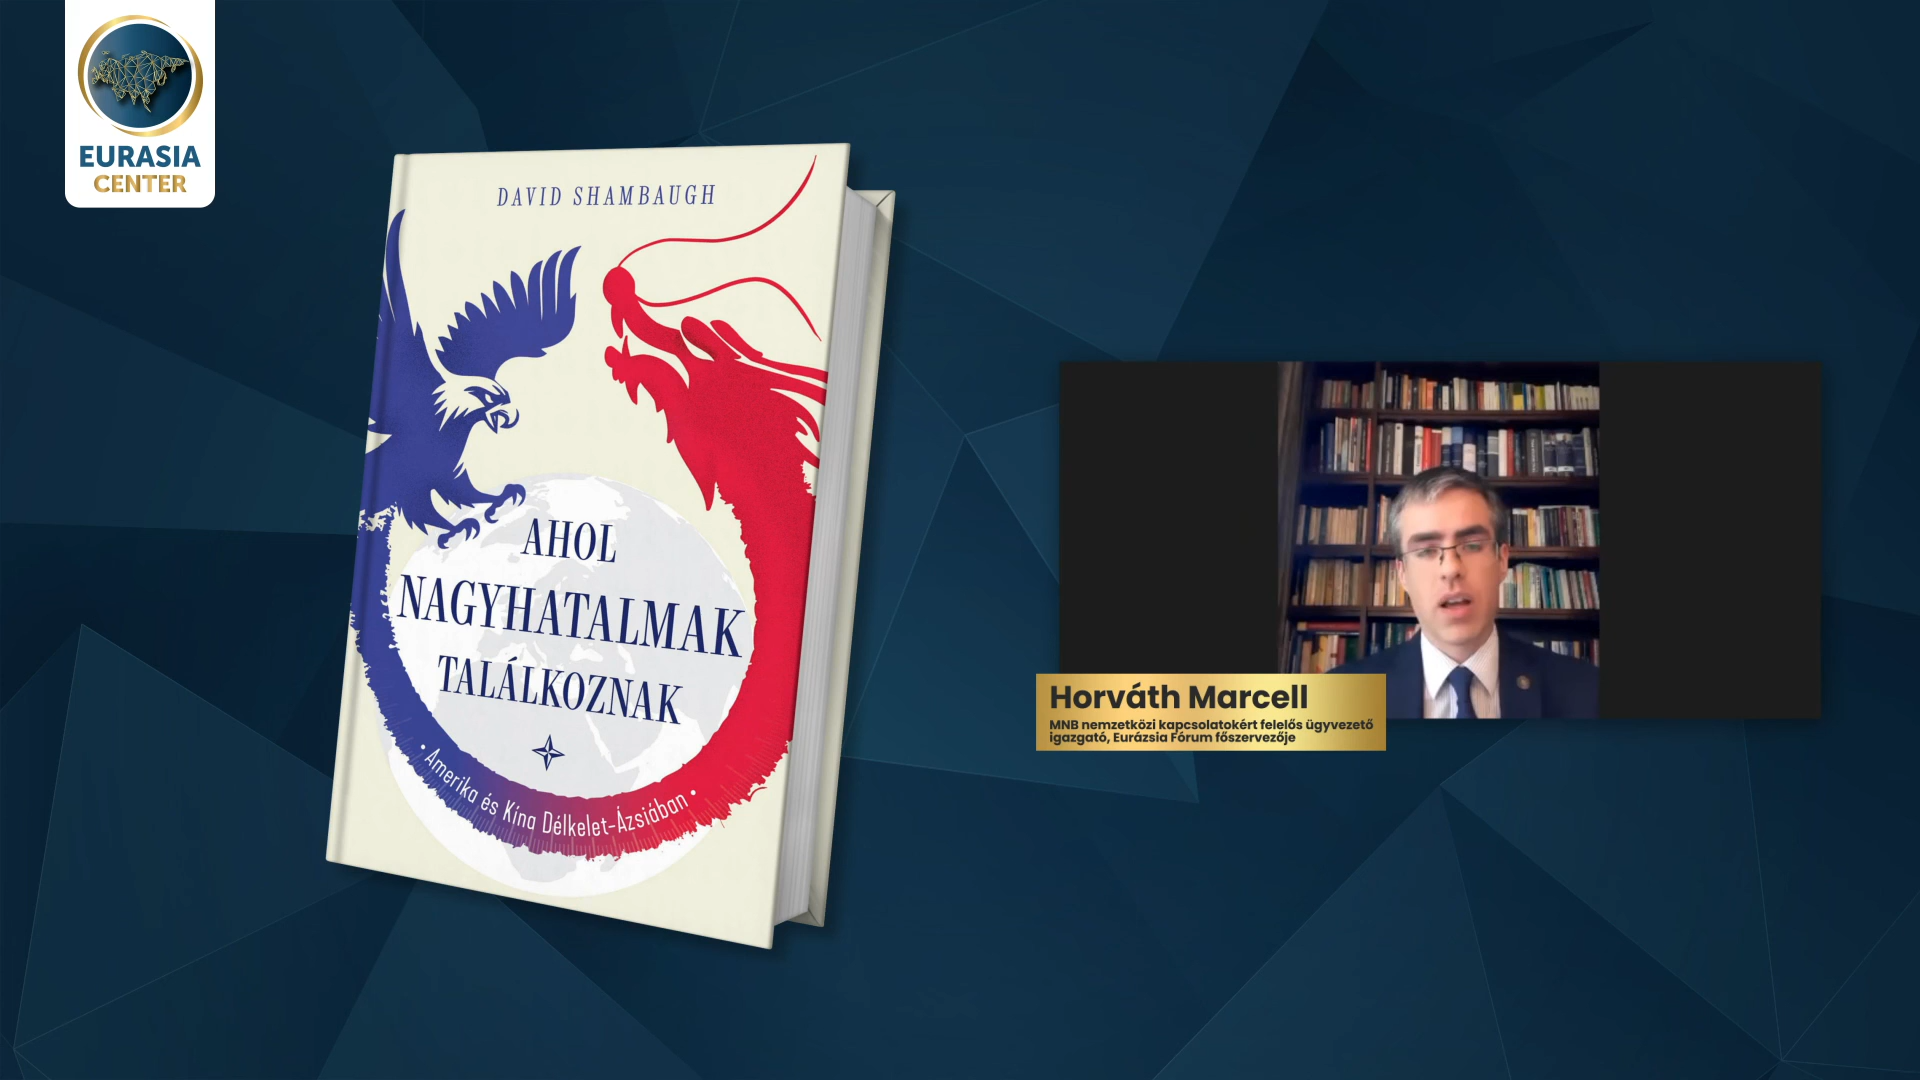 EURASIA
CENTER
DAVID SHAMBAUGH
AHOL
NAGYHATALMAK
TALÁLKOZNAK
• Amerika és Kína Délkelet-Ázsiában •
Horváth Marcell
MNB nemzetközi kapcsolatokért felelős ügyvezető
igazgató, Eurázsia Fórum főszervezője